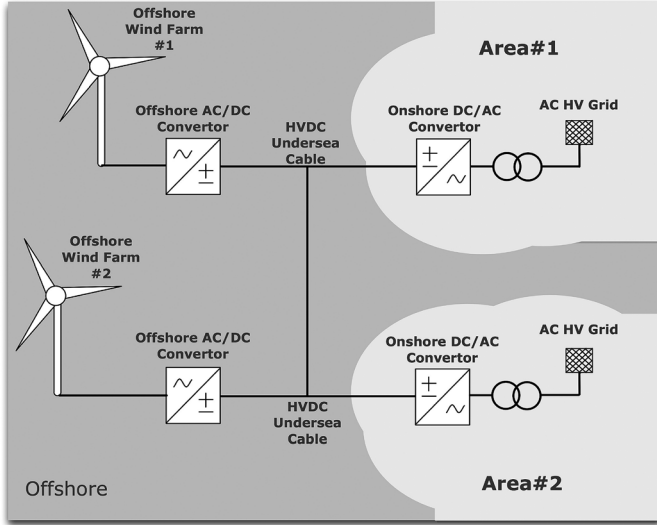 Offshore
Wind Farm
#1
Area#1
Offshore AC/DC
Convertor
HVDC
Undersea
Cable
Onshore DC/AC
Convertor
AC HV Grid
Offshore
Wind Farm
#2
Offshore AC/DC
Convertor
HVDC
Undersea
Cable
Onshore DC/AC
Convertor
AC HV Grid
Offshore
Area#2